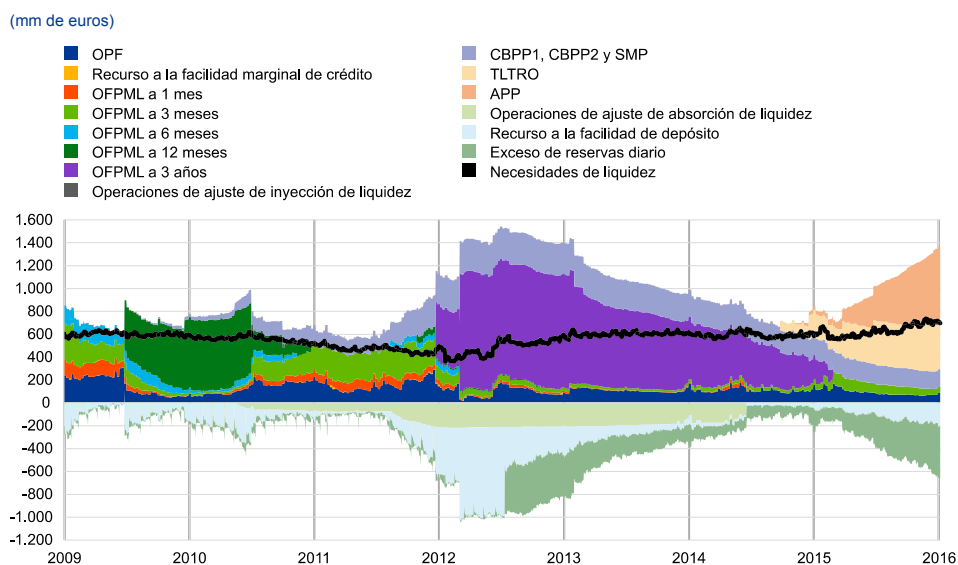 (mm de euros)
OPF
Recurso a la facilidad marginal de crédito
OFPML a 1 mes
OFPML a 3 meses
OFPML a 6 meses
OFPML a 12 meses
OFPML a 3 años
Operaciones de ajuste de inyección de liquidez
CBPP1, CBPP2 y SMP
TLTRO
APP
Operaciones de ajuste de absorción de liquidez
Recurso a la facilidad de depósito
Exceso de reservas diario
Necesidades de liquidez
1.600
1.400
1.200
1.000
800
600
400
200
0
-200
-400
-600
-800
-1.000
-1.200
2009 2010 2011 2012 2013 2014 2015 2016